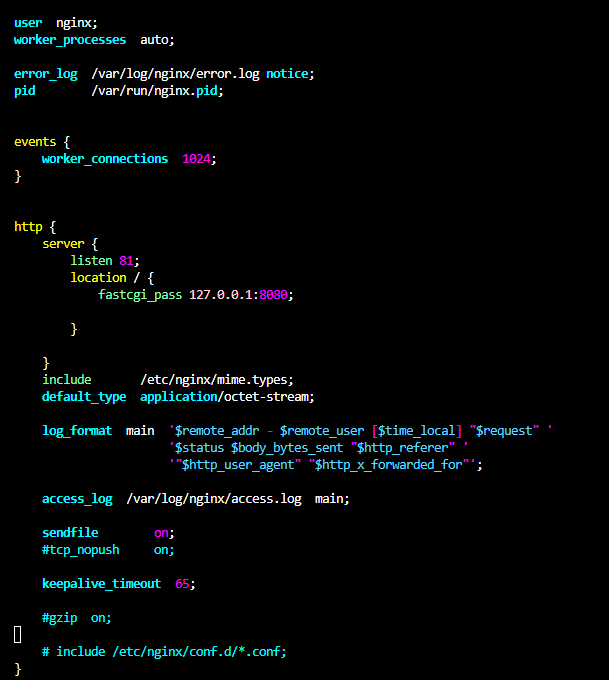 user  nginx;
worker_processes  auto;
error_log  /var/log/nginx/error.log notice;
pid        /var/run/nginx.pid;
events {
    worker_connections  1024;
}
http {
    server {
        listen 81;
        location / {
            fastcgi_pass 127.0.0.1:8080;
        }
    }
    include       /etc/nginx/mime.types;
    default_type  application/octet-stream;
    log_format  main  '$remote_addr - $remote_user [$time_local] "$request" '
                      '$status $body_bytes_sent "$http_referer" '
                      '"$http_user_agent" "$http_x_forwarded_for"';
    access_log  /var/log/nginx/access.log  main;
    sendfile        on;
    #tcp_nopush     on;
    keepalive_timeout  65;
    #gzip  on;
    # include /etc/nginx/conf.d/*.conf;
}